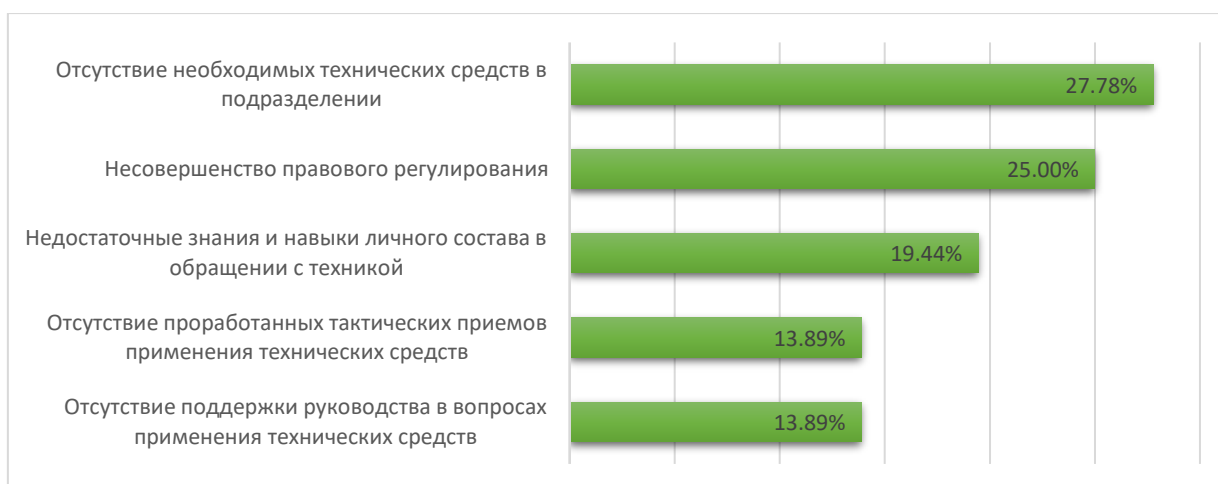 Отсутствие необходимых технических средств в
подразделении
27.78%
Несовершенство правового регулирования
25.00%
Недостаточные знания и навыки личного состава в
обращении с техникой
19.44%
Отсутствие проработанных тактических приемов
применения технических средств
13.89%
Отсутствие поддержки руководства в вопросах
применения технических средств
13.89%